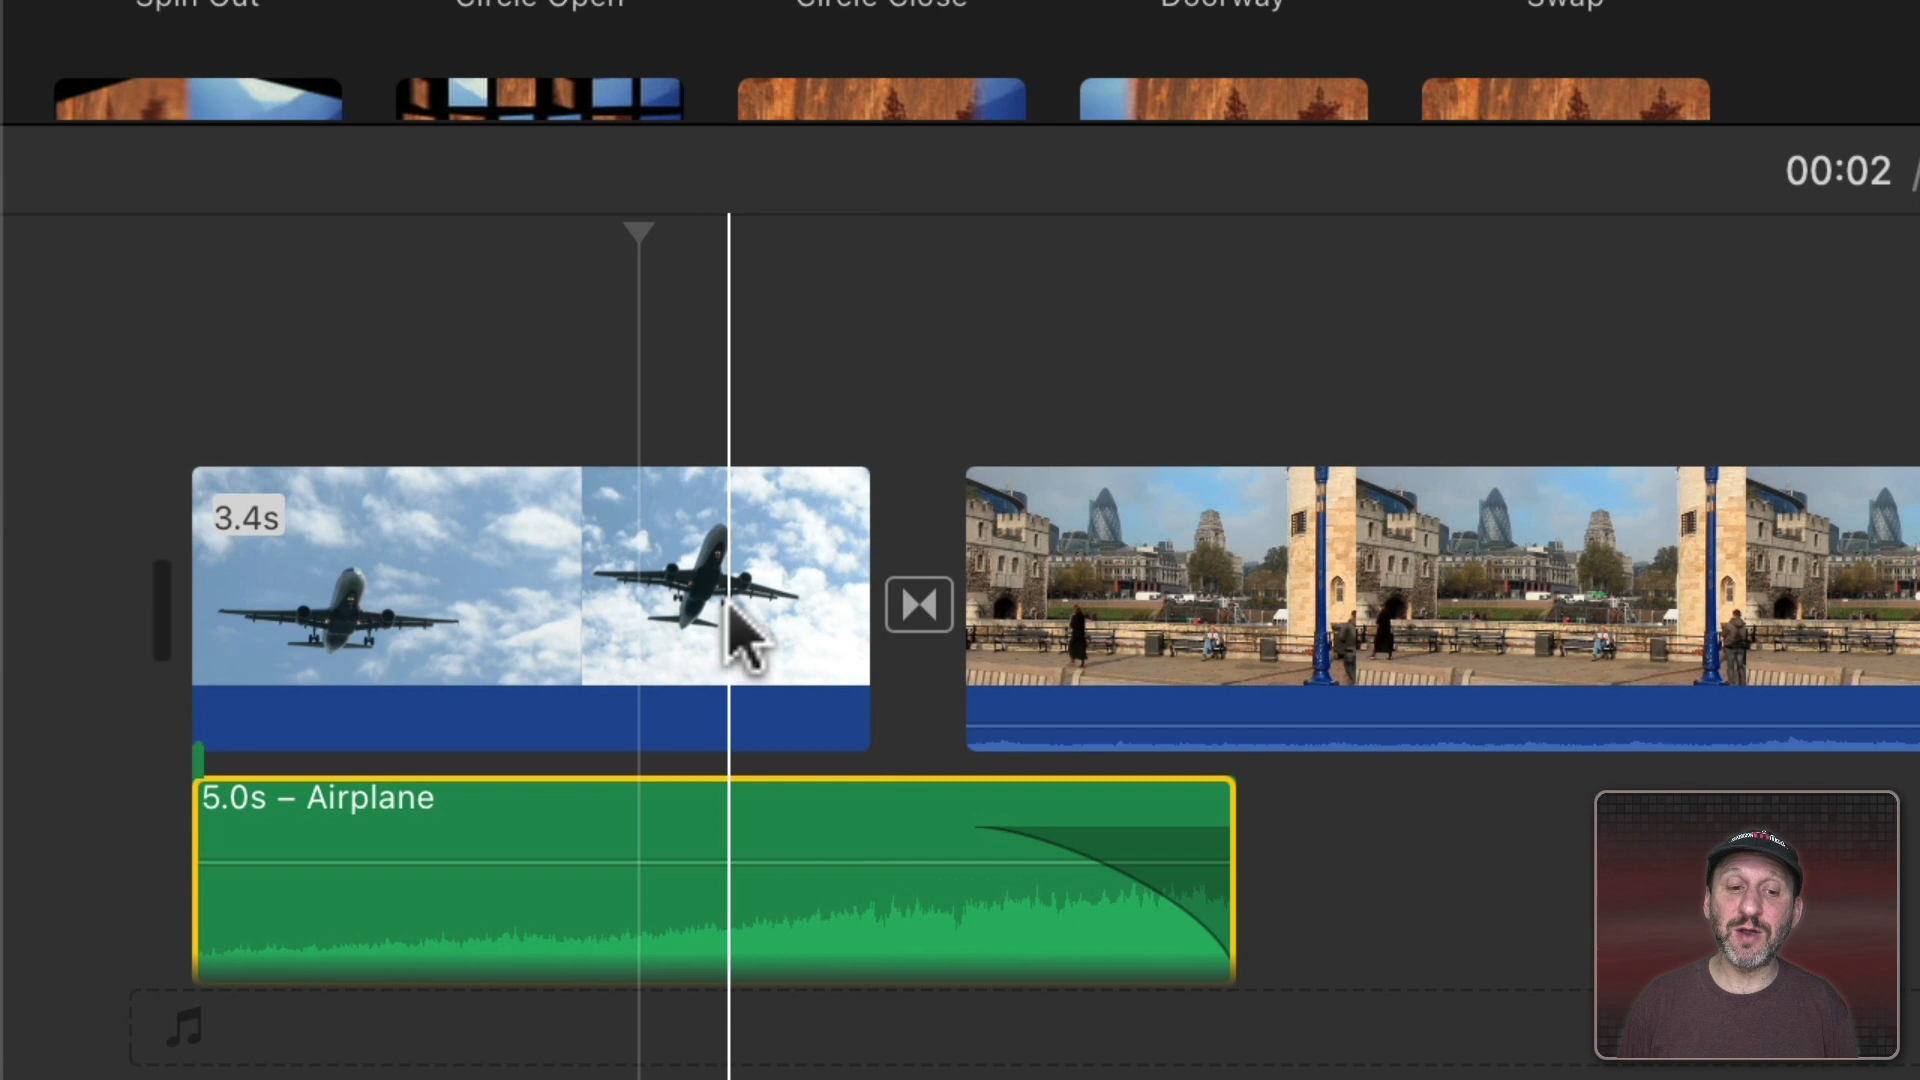 Spin Out
Circle Open
Circle Close
Doorway
Swap
00:02 /
3.4s
5.0s – Airplane